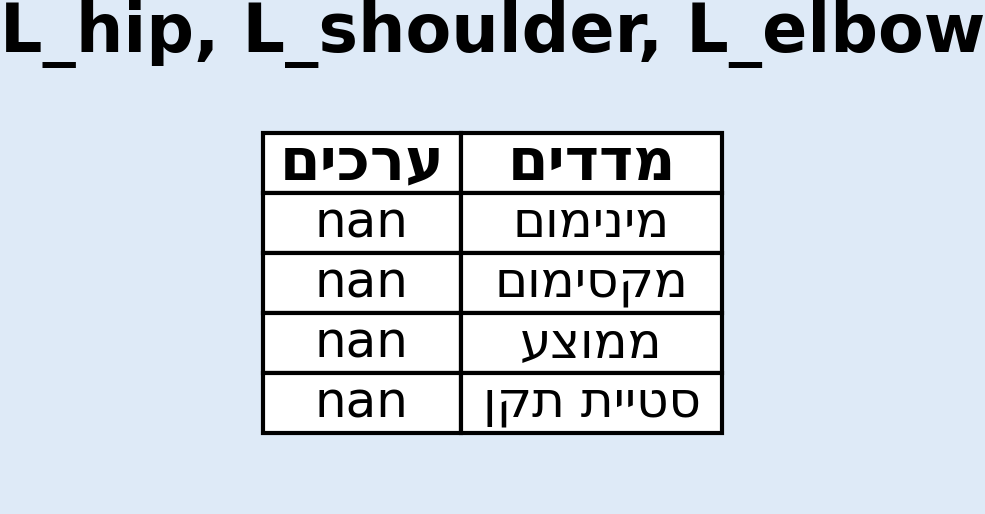 L_hip, L_shoulder, L_elbow
מדדים ערכים
מינימום nan
מקסימום nan
ממוצע nan
סטיית תקן nan